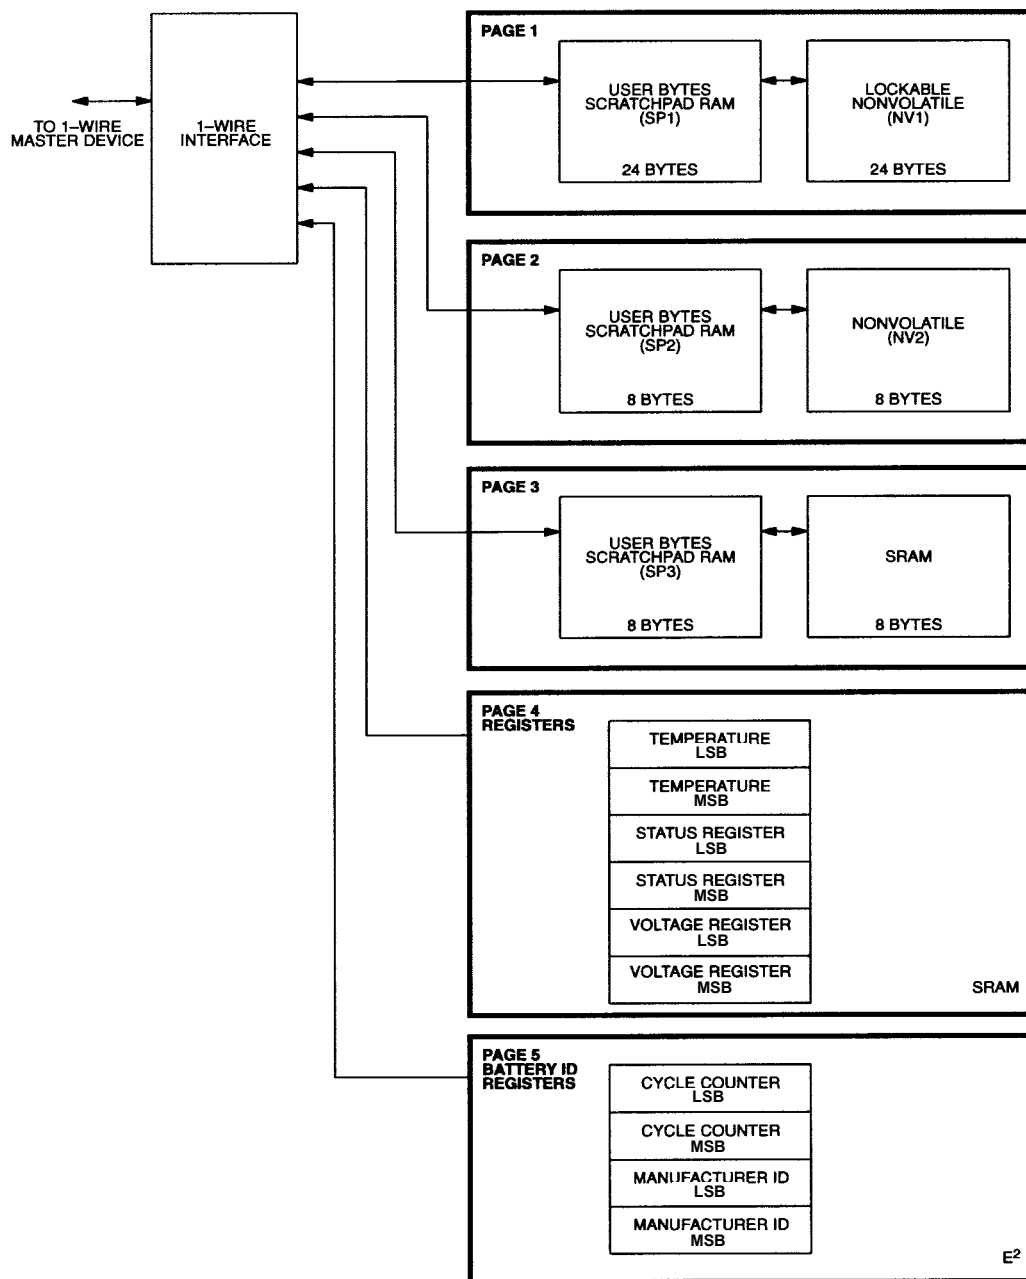 TO 1–WIRE
MASTER DEVICE
1–WIRE
INTERFACE
PAGE 1
USER BYTES
SCRATCHPAD RAM
(SP1)
24 BYTES
LOCKABLE
NONVOLATILE
(NV1)
24 BYTES
PAGE 2
USER BYTES
SCRATCHPAD RAM
(SP2)
8 BYTES
NONVOLATILE
(NV2)
8 BYTES
PAGE 3
USER BYTES
SCRATCHPAD RAM
(SP3)
8 BYTES
SRAM
8 BYTES
PAGE 4
REGISTERS
TEMPERATURE
LSB
TEMPERATURE
MSB
STATUS REGISTER
LSB
STATUS REGISTER
MSB
VOLTAGE REGISTER
LSB
VOLTAGE REGISTER
MSB
SRAM
PAGE 5
BATTERY ID
REGISTERS
CYCLE COUNTER
LSB
CYCLE COUNTER
MSB
MANUFACTURER ID
LSB
MANUFACTURER ID
MSB
E²